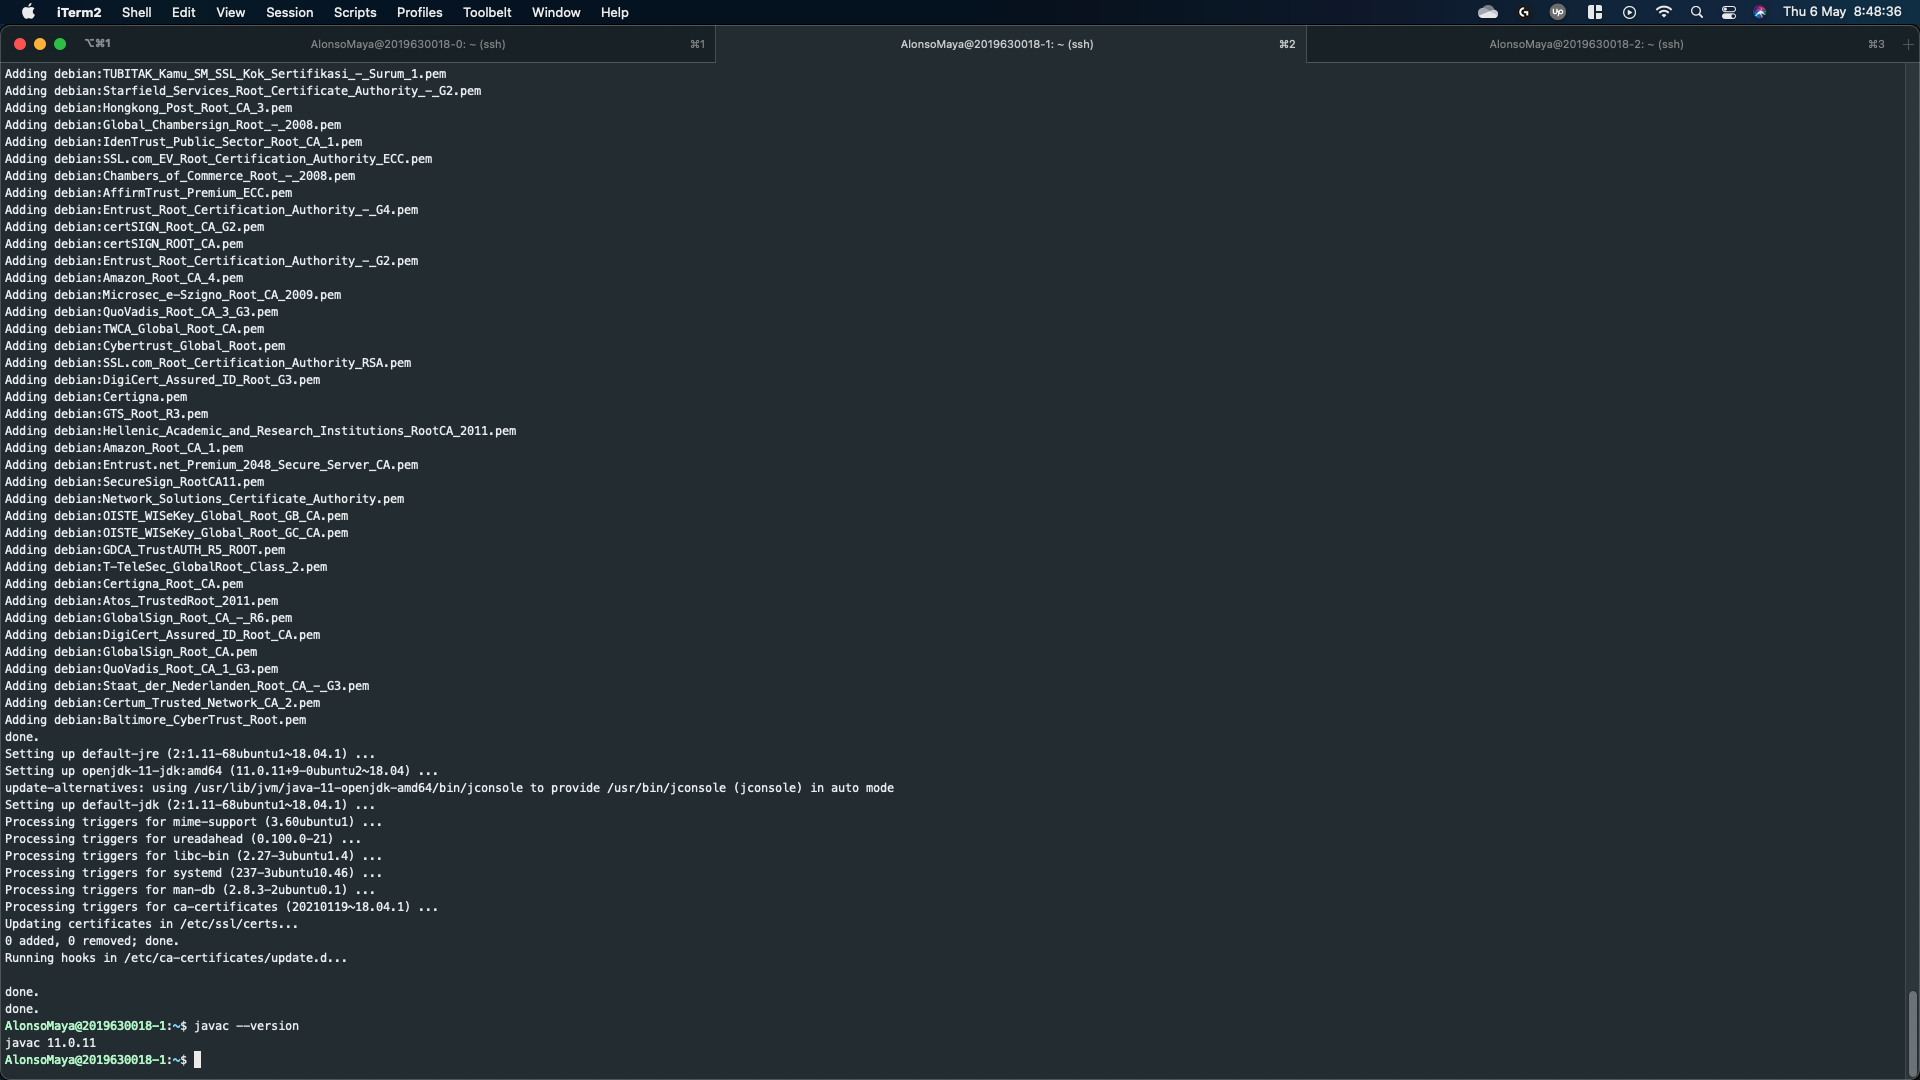 iTerm2 Shell Edit View Session Scripts Profiles Toolbelt Window Help Thu 6 May 8:48:36
⌥⌘1 AlonsoMaya@2019630018-0: ~ (ssh) ⌘1 AlonsoMaya@2019630018-1: ~ (ssh) ⌘2 AlonsoMaya@2019630018-2: ~ (ssh) ⌘3
Adding debian:TUBITAK_Kamu_SM_SSL_Kok_Sertifikasi_-_Surum_1.pem
Adding debian:Starfield_Services_Root_Certificate_Authority_-_G2.pem
Adding debian:Hongkong_Post_Root_CA_3.pem
Adding debian:Global_Chambersign_Root_-_2008.pem
Adding debian:IdenTrust_Public_Sector_Root_CA_1.pem
Adding debian:SSL.com_EV_Root_Certification_Authority_ECC.pem
Adding debian:Chambers_of_Commerce_Root_-_2008.pem
Adding debian:AffirmTrust_Premium_ECC.pem
Adding debian:Entrust_Root_Certification_Authority_-_G4.pem
Adding debian:certSIGN_Root_CA_G2.pem
Adding debian:certSIGN_ROOT_CA.pem
Adding debian:Entrust_Root_Certification_Authority_-_G2.pem
Adding debian:Amazon_Root_CA_4.pem
Adding debian:Microsec_e-Szigno_Root_CA_2009.pem
Adding debian:QuoVadis_Root_CA_3_G3.pem
Adding debian:TWCA_Global_Root_CA.pem
Adding debian:Cybertrust_Global_Root.pem
Adding debian:SSL.com_Root_Certification_Authority_RSA.pem
Adding debian:DigiCert_Assured_ID_Root_G3.pem
Adding debian:Certigna.pem
Adding debian:GTS_Root_R3.pem
Adding debian:Hellenic_Academic_and_Research_Institutions_RootCA_2011.pem
Adding debian:Amazon_Root_CA_1.pem
Adding debian:Entrust.net_Premium_2048_Secure_Server_CA.pem
Adding debian:SecureSign_RootCA11.pem
Adding debian:Network_Solutions_Certificate_Authority.pem
Adding debian:OISTE_WISeKey_Global_Root_GB_CA.pem
Adding debian:OISTE_WISeKey_Global_Root_GC_CA.pem
Adding debian:GDCA_TrustAUTH_R5_ROOT.pem
Adding debian:T-TeleSec_GlobalRoot_Class_2.pem
Adding debian:Certigna_Root_CA.pem
Adding debian:Atos_TrustedRoot_2011.pem
Adding debian:GlobalSign_Root_CA_-_R6.pem
Adding debian:DigiCert_Assured_ID_Root_CA.pem
Adding debian:GlobalSign_Root_CA.pem
Adding debian:QuoVadis_Root_CA_1_G3.pem
Adding debian:Staat_der_Nederlanden_Root_CA_-_G3.pem
Adding debian:Certum_Trusted_Network_CA_2.pem
Adding debian:Baltimore_CyberTrust_Root.pem
done.
Setting up default-jre (2:1.11-68ubuntu1~18.04.1) ...
Setting up openjdk-11-jdk:amd64 (11.0.11+9-0ubuntu2~18.04) ...
update-alternatives: using /usr/lib/jvm/java-11-openjdk-amd64/bin/jconsole to provide /usr/bin/jconsole (jconsole) in auto mode
Setting up default-jdk (2:1.11-68ubuntu1~18.04.1) ...
Processing triggers for mime-support (3.60ubuntu1) ...
Processing triggers for ureadahead (0.100.0-21) ...
Processing triggers for libc-bin (2.27-3ubuntu1.4) ...
Processing triggers for systemd (237-3ubuntu10.46) ...
Processing triggers for man-db (2.8.3-2ubuntu0.1) ...
Processing triggers for ca-certificates (20210119~18.04.1) ...
Updating certificates in /etc/ssl/certs...
0 added, 0 removed; done.
Running hooks in /etc/ca-certificates/update.d...
done.
done.
AlonsoMaya@2019630018-1:~$ javac --version
javac 11.0.11
AlonsoMaya@2019630018-1:~$